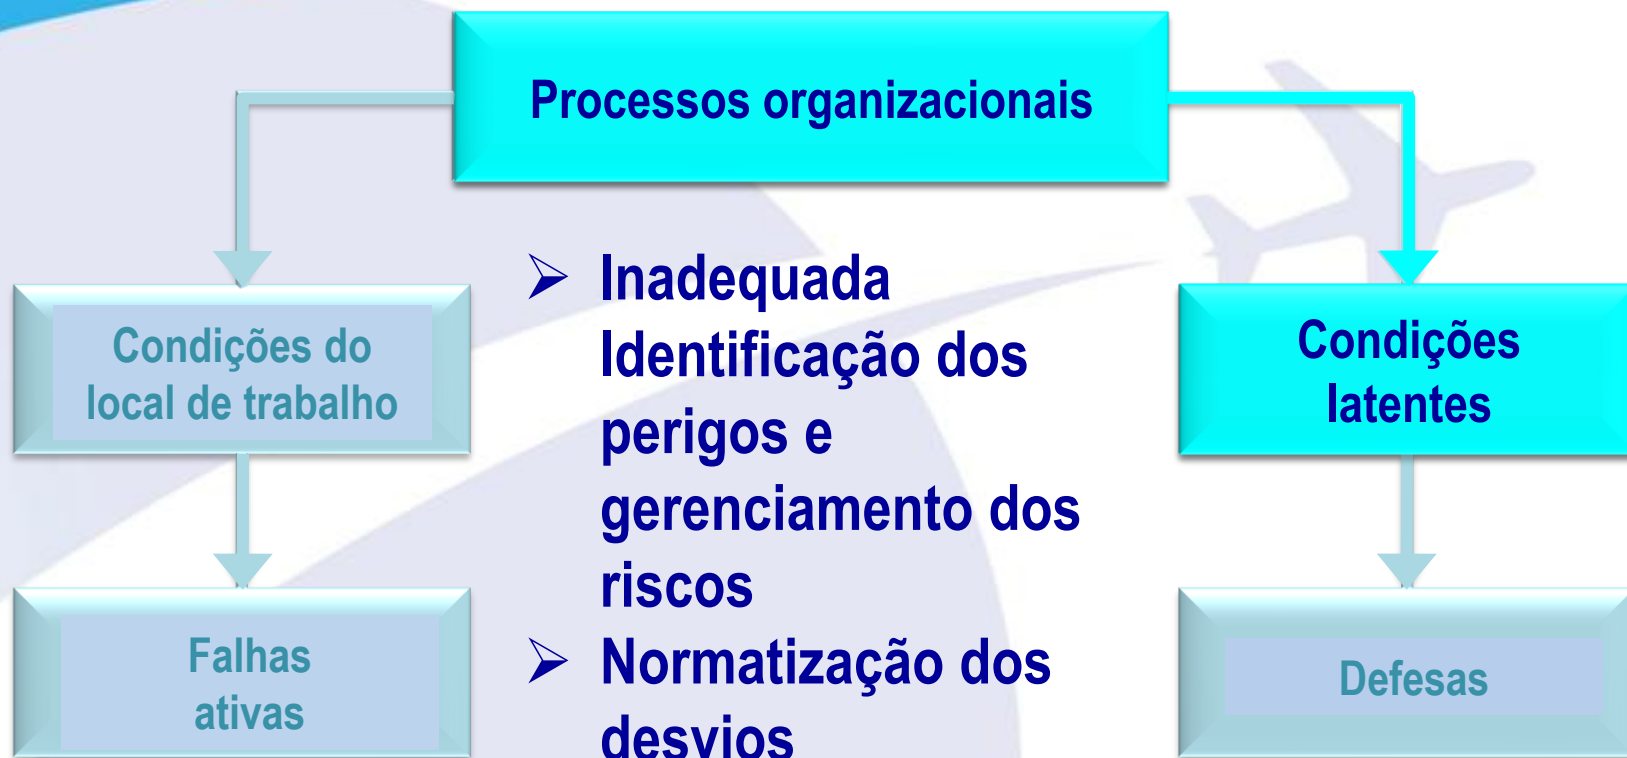 Processos organizacionais
Condições do
local de trabalho
Falhas
ativas
➢ Inadequada
Identificação dos
perigos e
gerenciamento dos
riscos
➢ Normatização dos
desvios
Condições
latentes
Defesas